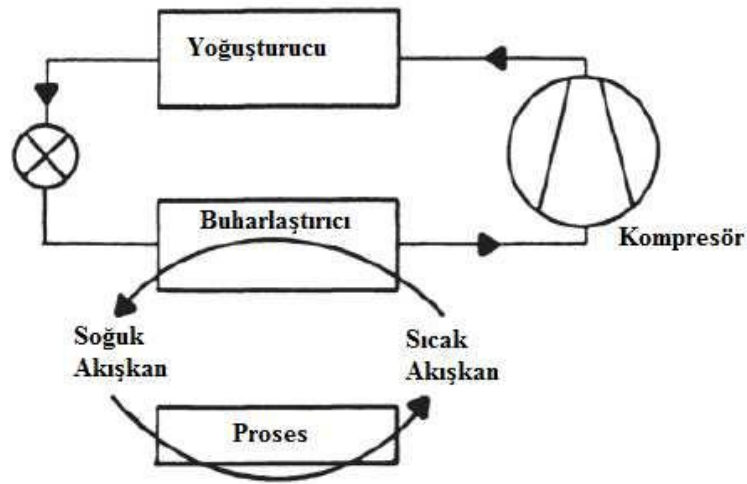 Yoğuşturucu
Buharlaştırıcı
Kompresör
Soğuk
Akışkan
Sıcak
Akışkan
Proses